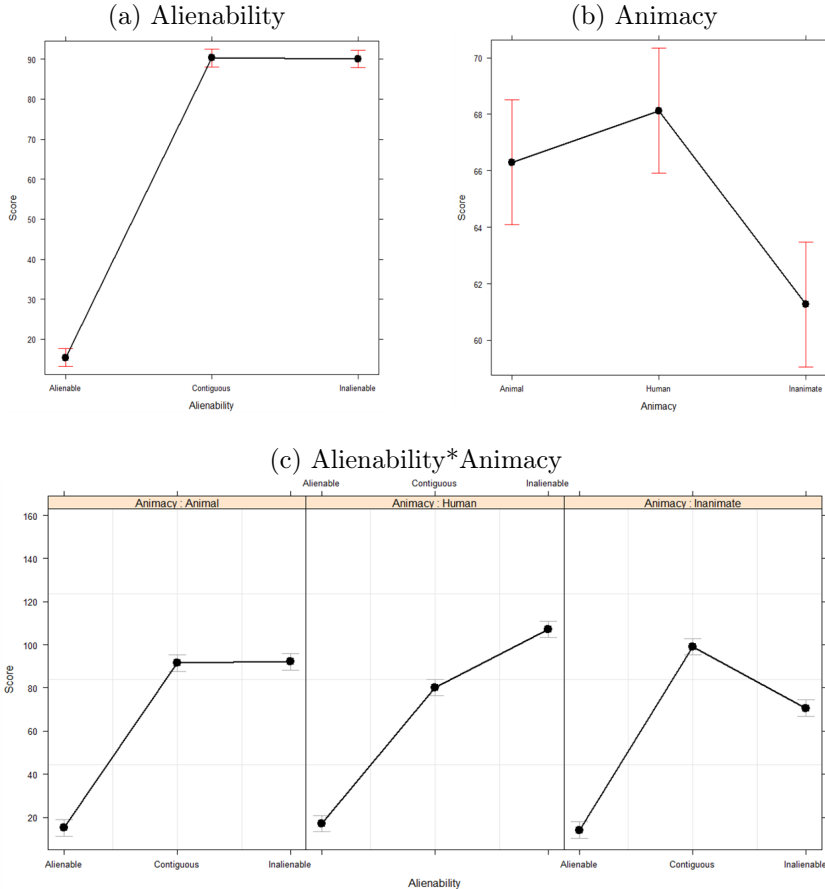 (a) Alienability
(b) Animacy
90
80
70
60
50
40
30
20
Score
Alienable Contiguous Inalienable
Alienability
70
68
66
64
62
60
Score
Animal Human Inanimate
Animacy
(c) Alienability*Animacy
Alienable Contiguous Inalienable
Animacy : Animal Animacy : Human Animacy : Inanimate
160
140
120
100
80
60
40
20
Score
Alienable Contiguous Inalienable Alienable Contiguous Inalienable
Alienability